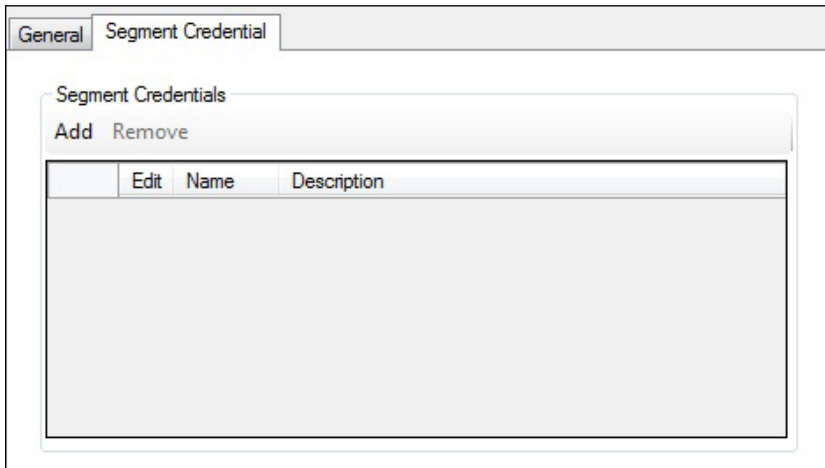 General Segment Credential
Segment Credentials
Add Remove
Edit Name Description